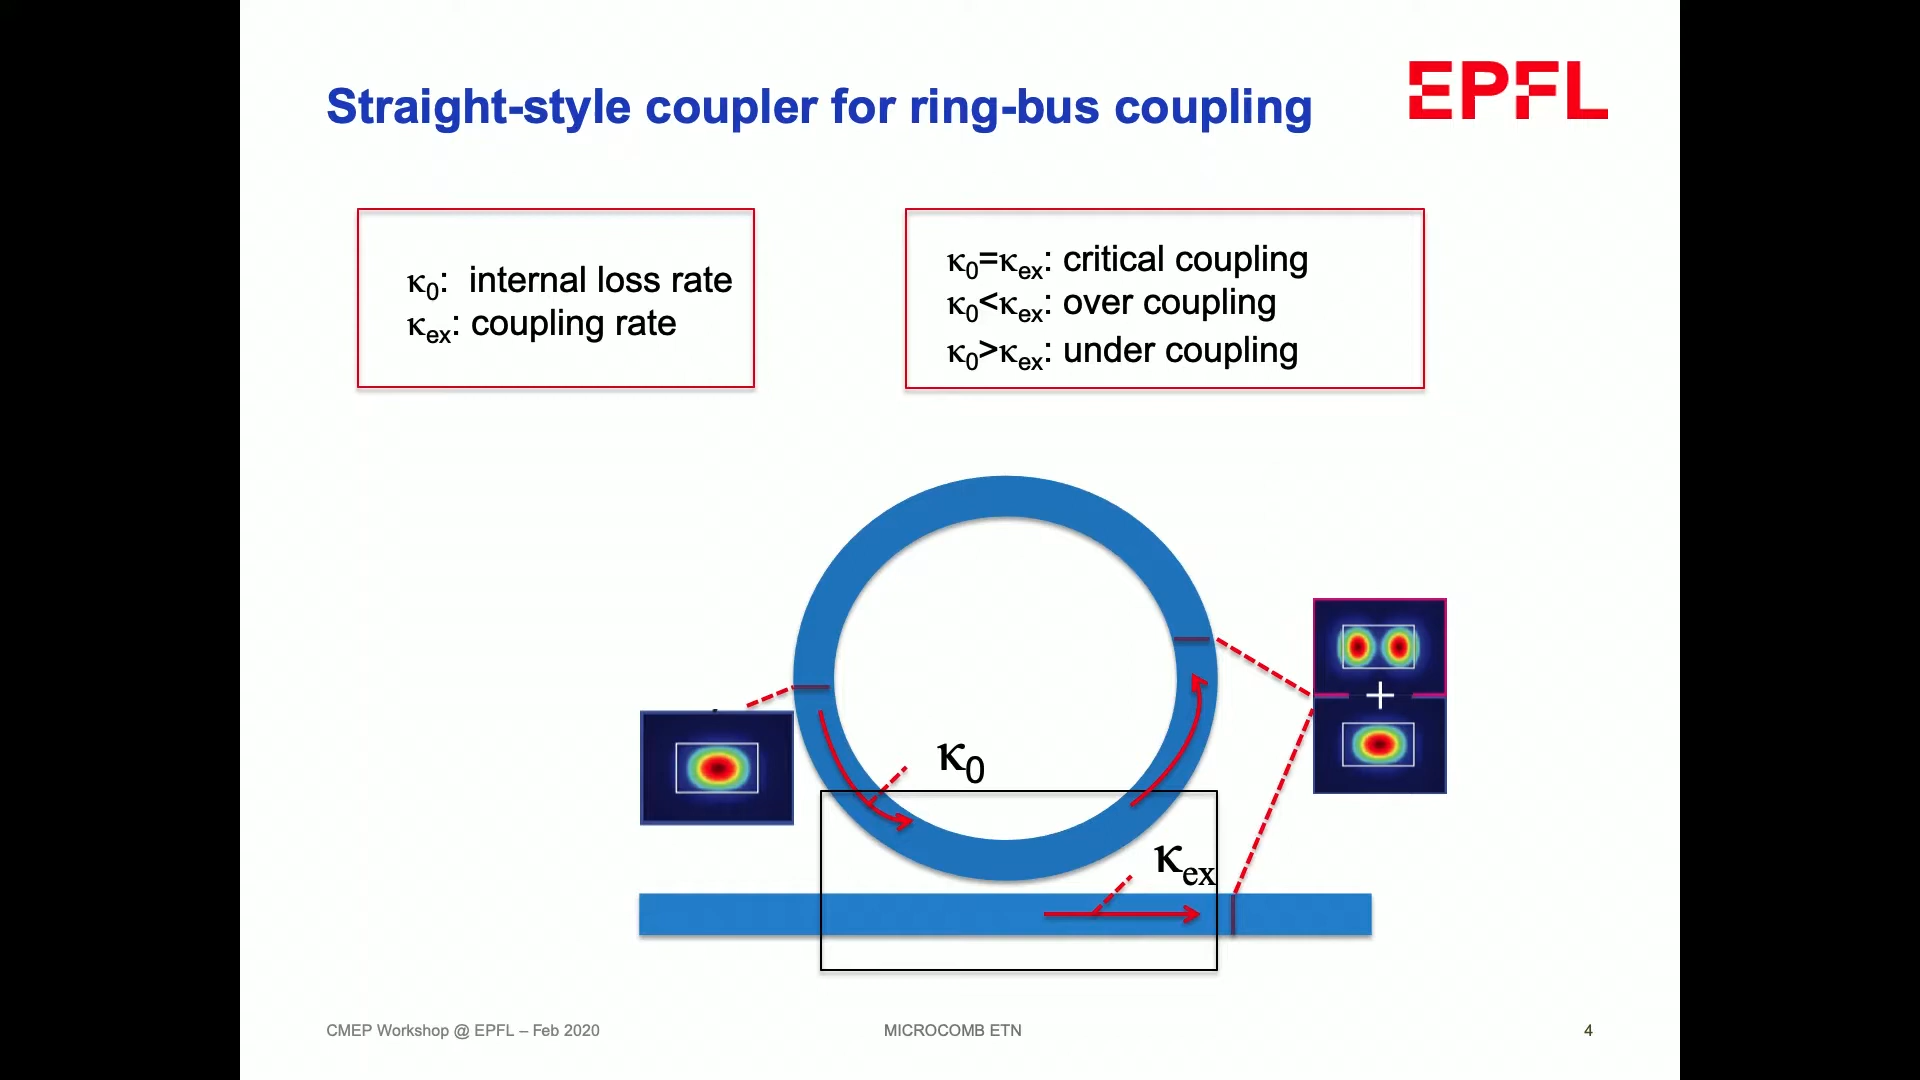 Straight-style coupler for ring-bus coupling
EPFL
κ0: internal loss rate
κex: coupling rate
κ0=κex: critical coupling
κ0<κex: over coupling
κ0>κex: under coupling
+
κ0
κex
CMEP Workshop @ EPFL – Feb 2020
MICROCOMB ETN
4